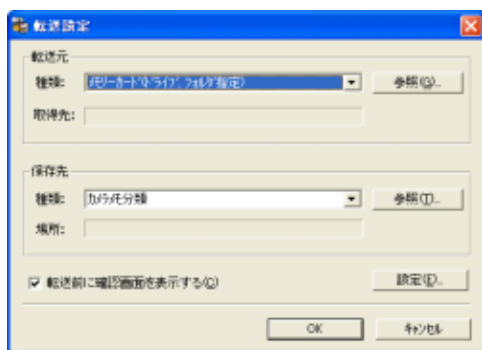 転送設定
転送元
種類:
メモリーカード(ドライブ、フォルダ指定)
参照(G)...
取得先:
保存先
種類:
カメラメモ分類
参照(T)...
場所:
転送前に確認画面を表示する(C)
設定(E)...
OK
キャンセル